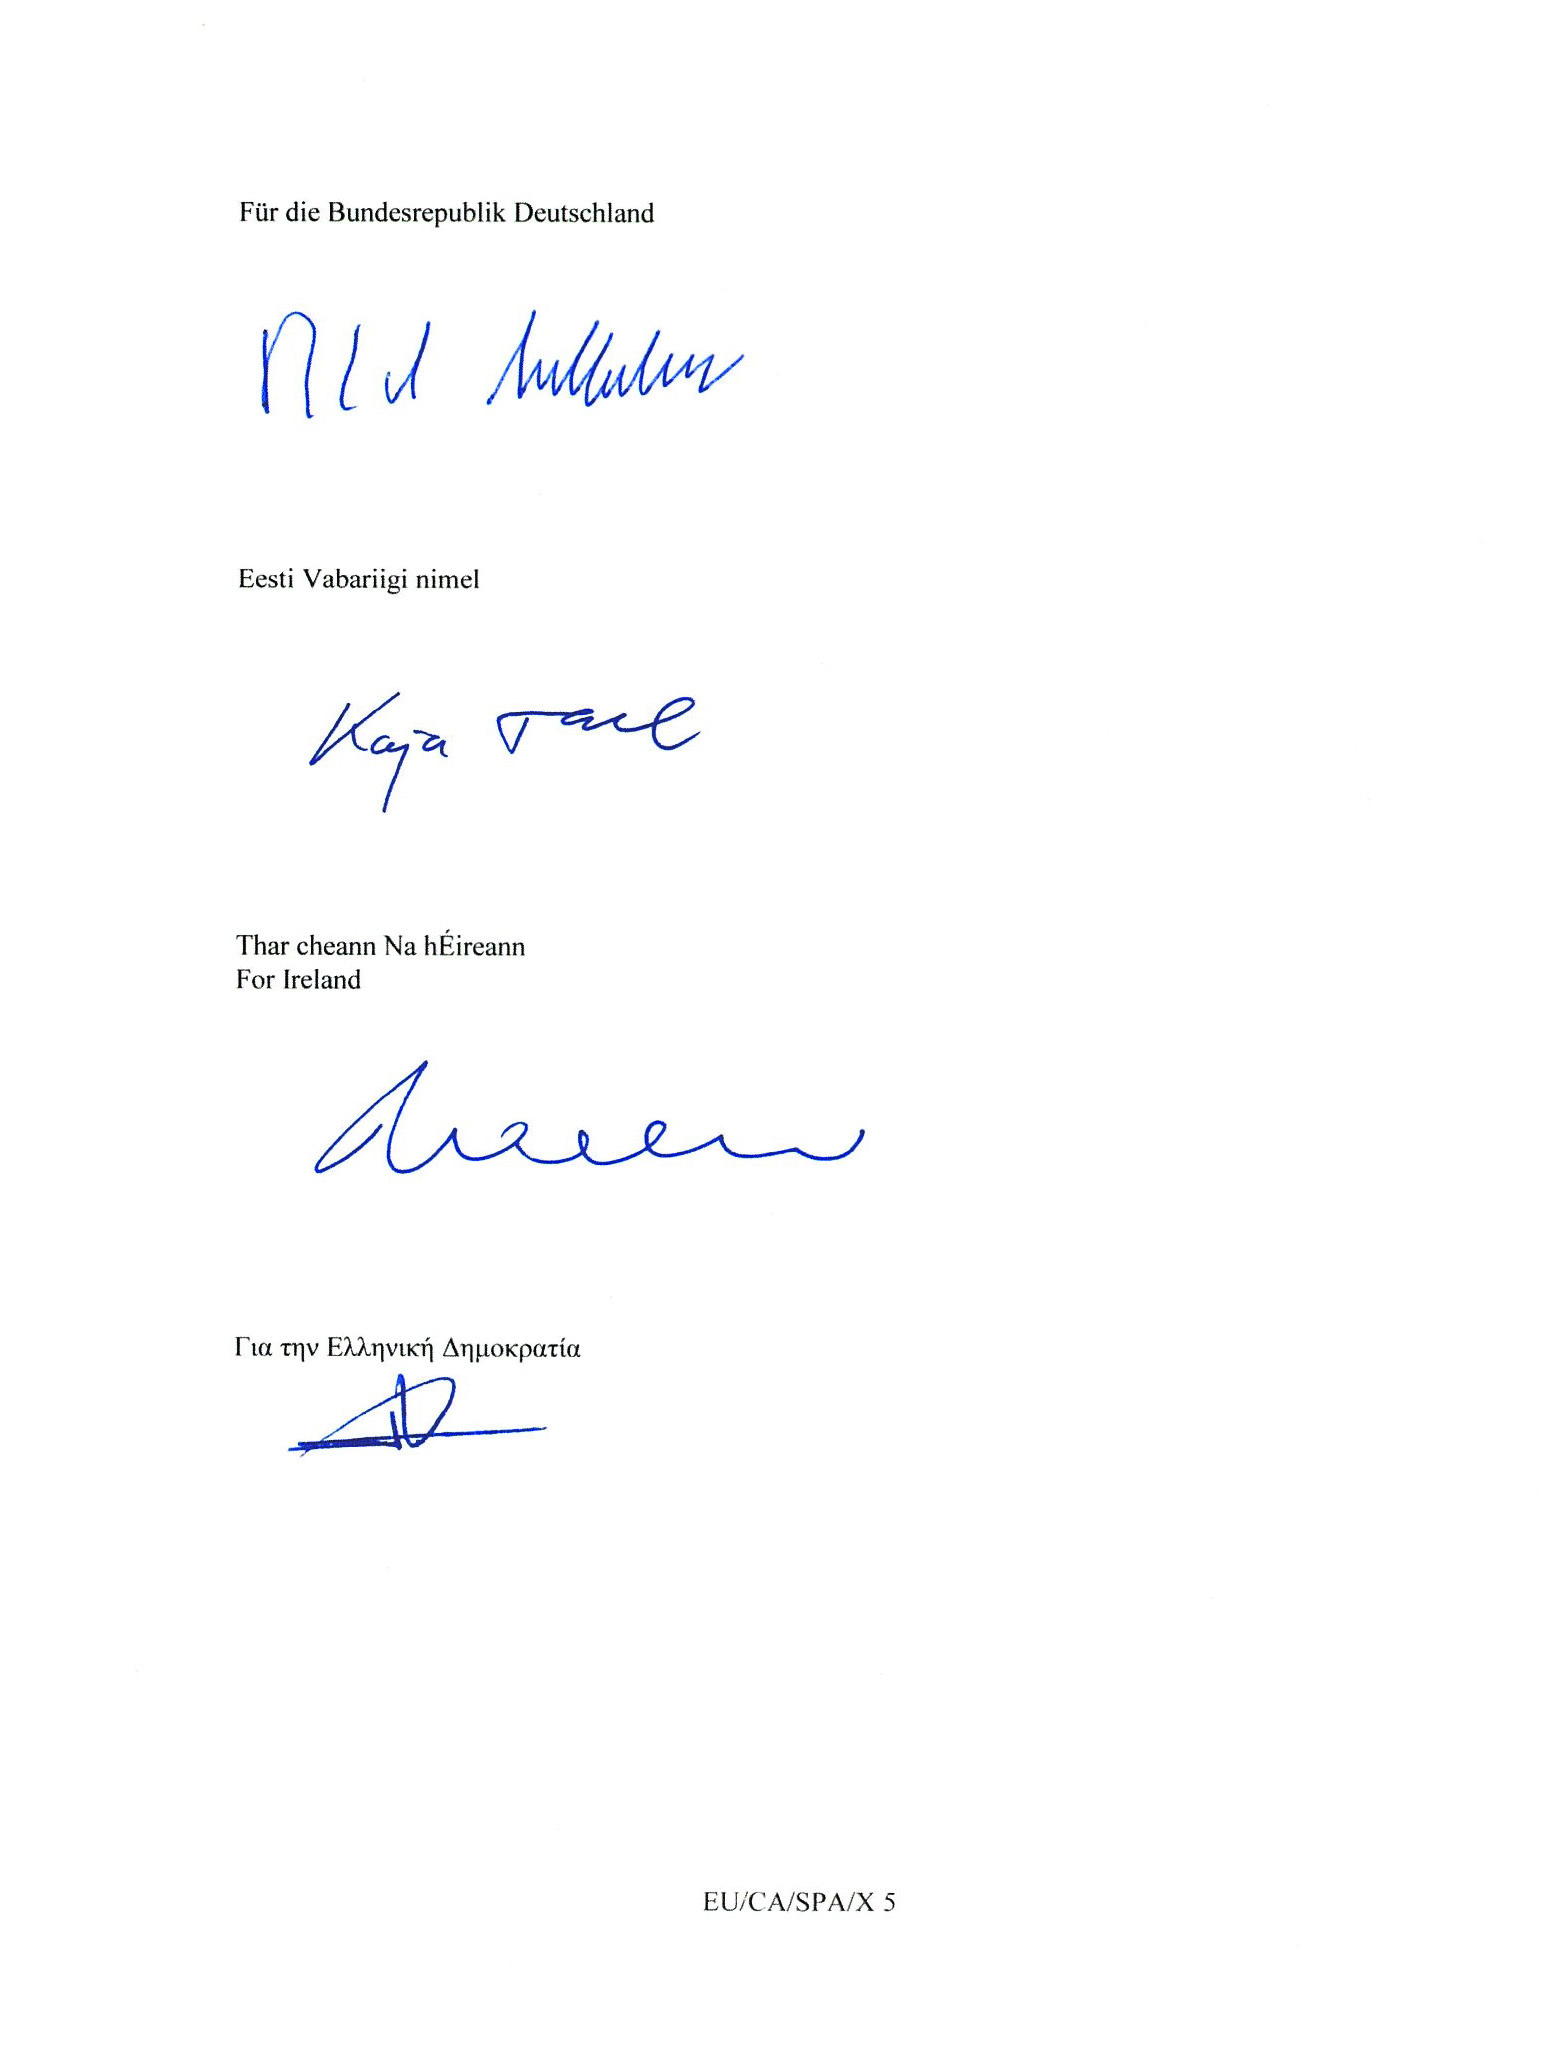 Für die Bundesrepublik Deutschland
Eesti Vabariigi nimel
Kaja Tael
Thar cheann Na hÉireann
For Ireland
Για την Ελληνική Δημοκρατία
EU/CA/SPA/X 5